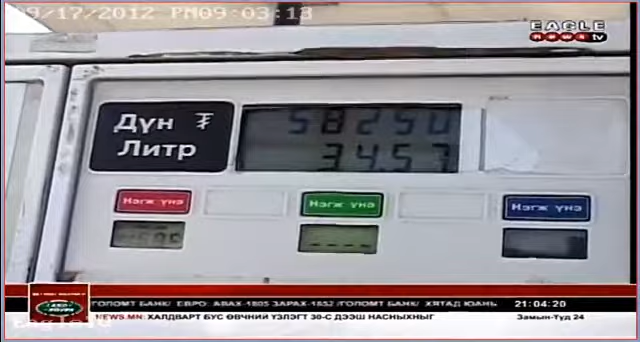 09/17/2012 PM09:03:13
EAGLE
NEWS TV
Дүн ₮
58250
Литр
34.57
Нэгж үнэ
Нэгж үнэ
Нэгж үнэ
ГОЛОМТ БАНК/ ЕВРО: АВАХ-1805 ЗАРАХ-1852 /ГОЛОМТ БАНК/ ХЯТАД ЮАНЬ
21:04:20
NEWS.MN: ХАЛДВАРТ БУС ӨВЧНИЙ ҮЗЛЭГТ 30-С ДЭЭШ НАСНЫХНЫГ
Замын-Үүд 24